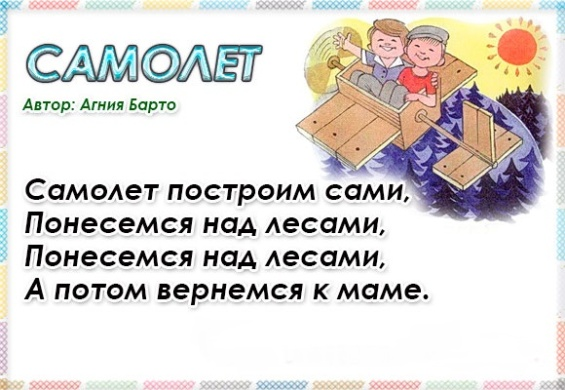 САМОЛЕТ
Автор: Агния Барто
Самолет построим сами,
Понесемся над лесами,
Понесемся над лесами,
А потом вернемся к маме.